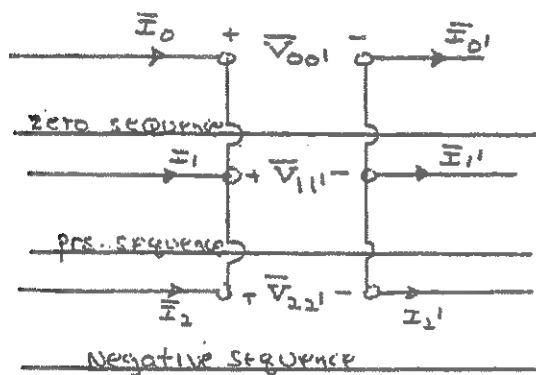 I̅0 + V̅00' − I̅0'
zero sequence
I̅1 + V̅11' − I̅1'
pos. sequence
I̅2 + V̅22' − I2'
Negative sequence